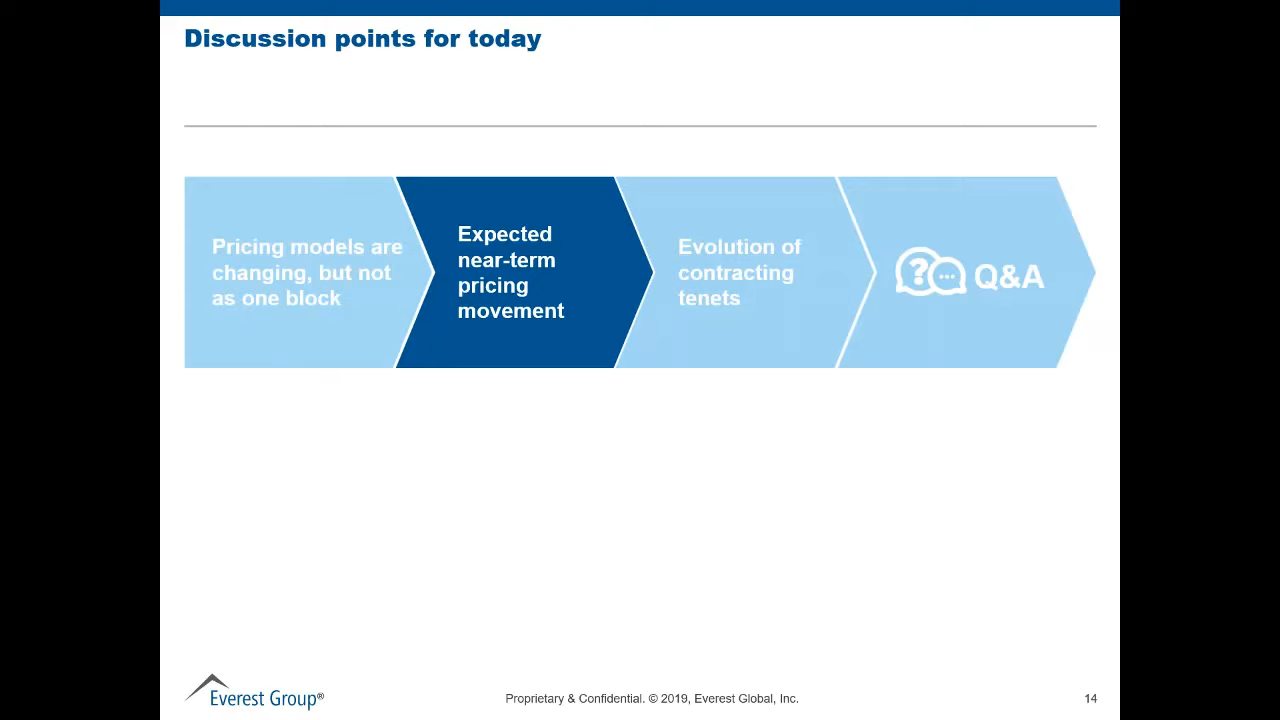 Discussion points for today
Pricing models are
changing, but not
as one block
Expected
near-term
pricing
movement
Evolution of
contracting
tenets
?
...
Q&A
Everest Group®
Proprietary & Confidential. © 2019, Everest Global, Inc.
14